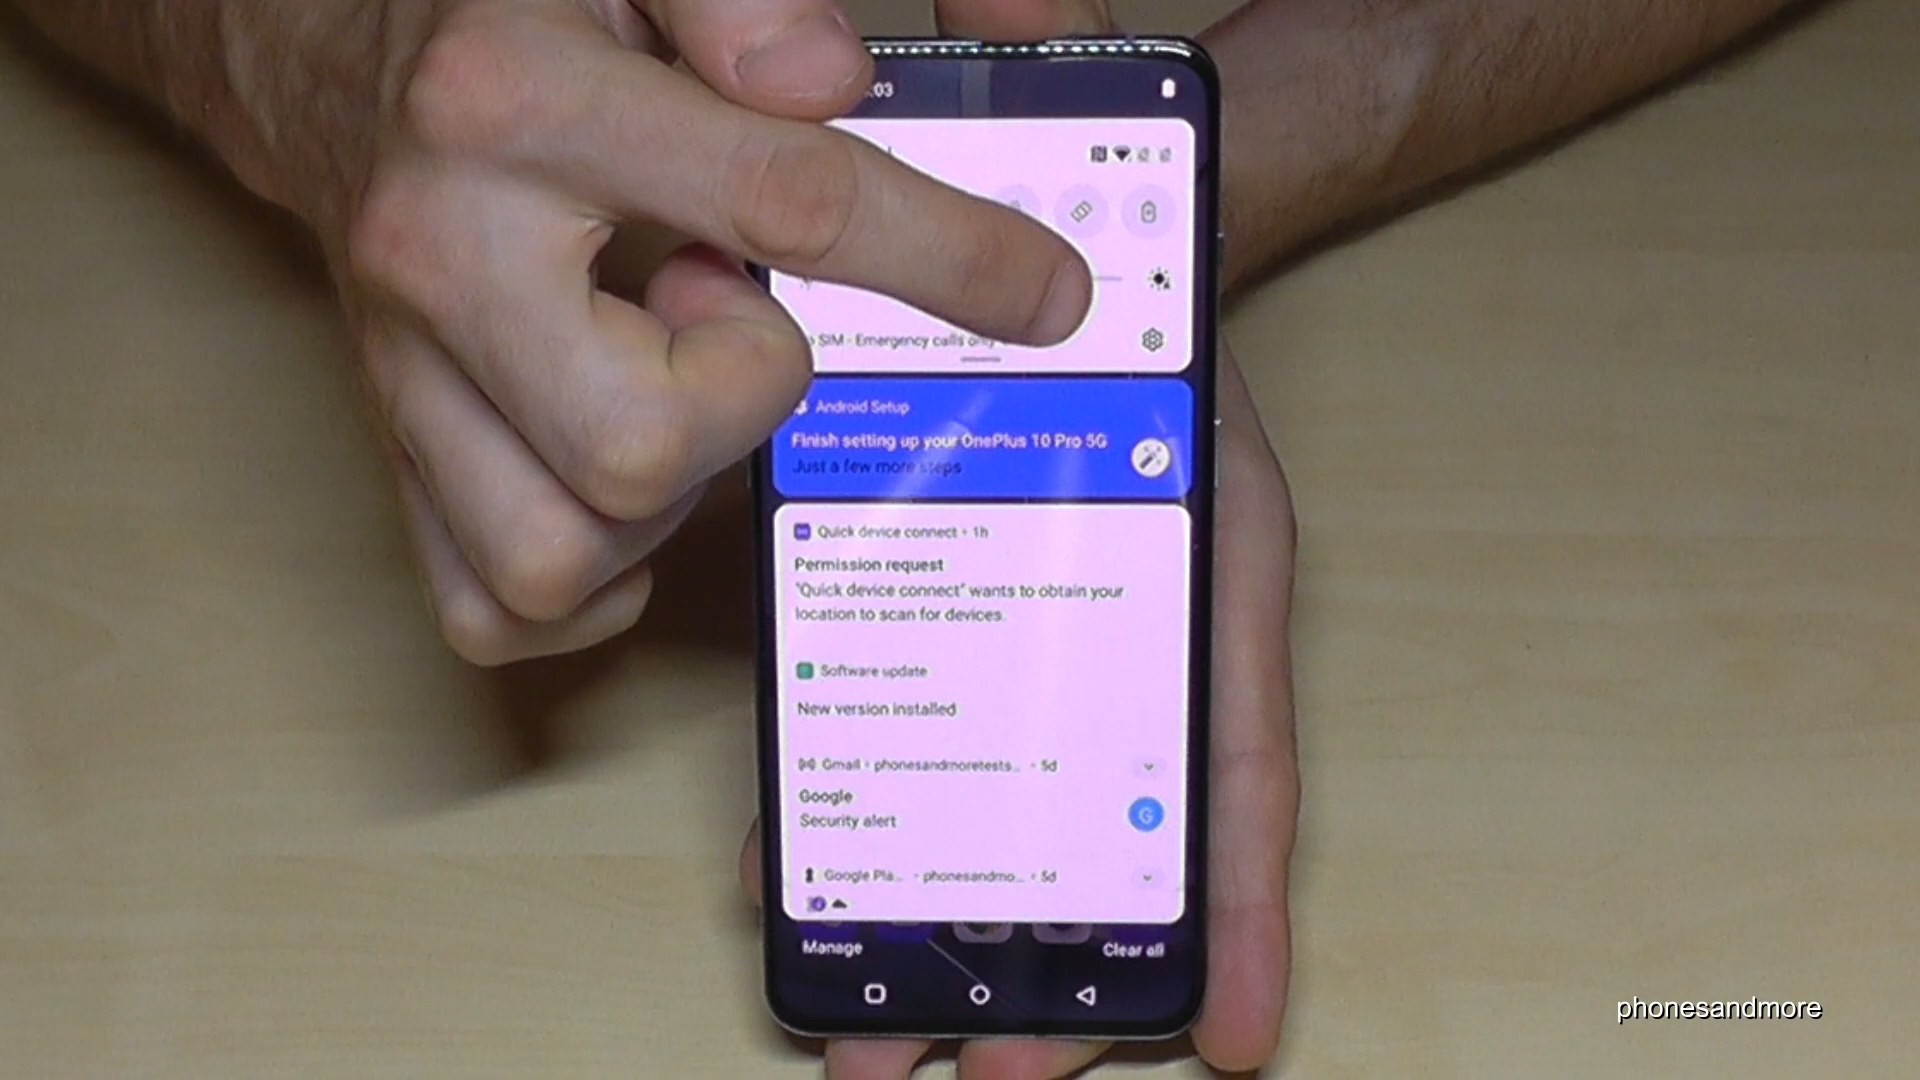 :03
SIM - Emergency calls only
Android Setup
Finish setting up your OnePlus 10 Pro 5G
Just a few more steps
Quick device connect • 1h
Permission request
"Quick device connect" wants to obtain your
location to scan for devices.
Software update
New version installed
Gmail • phonesandmoretests... • 5d
Google
Security alert
G
Google Pla... • phonesandmo... • 5d
Manage
Clear all
phonesandmore